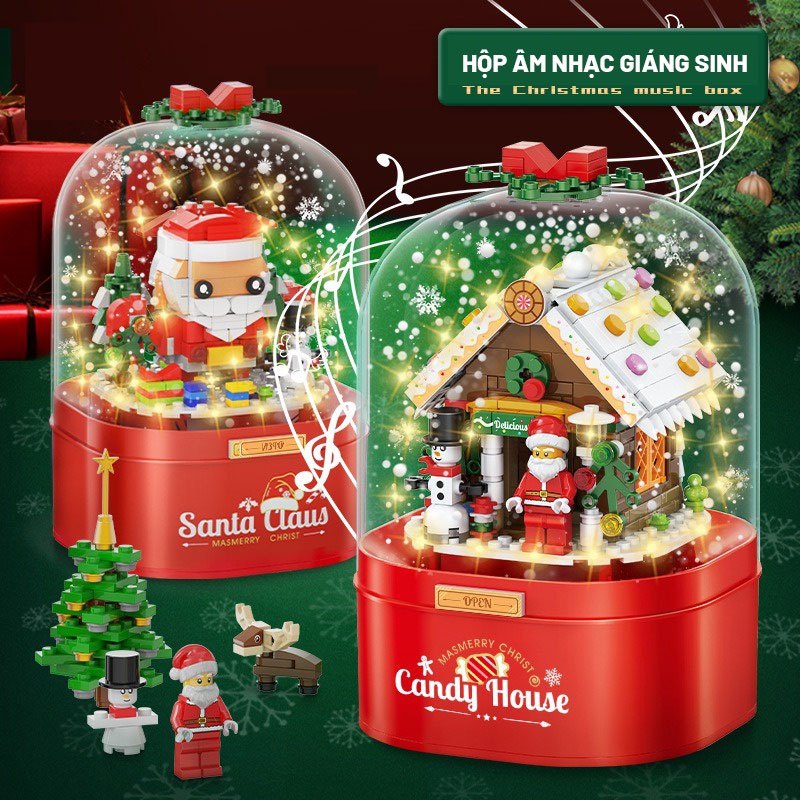 HỘP ÂM NHẠC GIÁNG SINH
The Christmas music box
Delicious
OPEN
Santa Claus
MASMERRY CHRIST
OPEN
MASMERRY CHRIST
Candy House